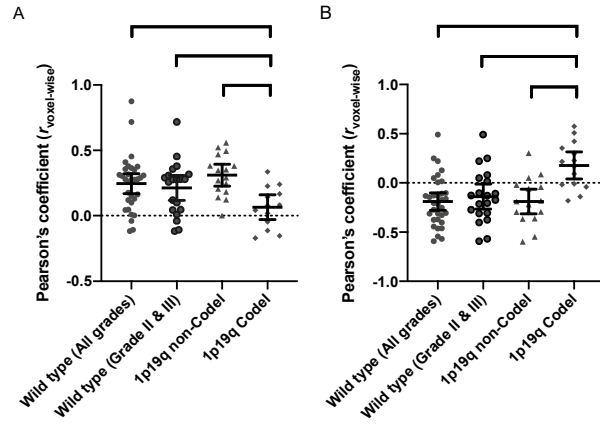 A
Pearson's coefficient (rvoxel-wise)
1.0
0.5
0.0
-0.5
Wild type (All grades)
Wild type (Grade II & III)
1p19q non-Codel
1p19q Codel
B
Pearson's coefficient (rvoxel-wise)
1.0
0.5
0.0
-0.5
-1.0
Wild type (All grades)
Wild type (Grade II & III)
1p19q non-Codel
1p19q Codel